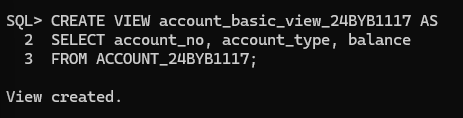 SQL> CREATE VIEW account_basic_view_24BYB1117 AS
  2  SELECT account_no, account_type, balance
  3  FROM ACCOUNT_24BYB1117;

View created.